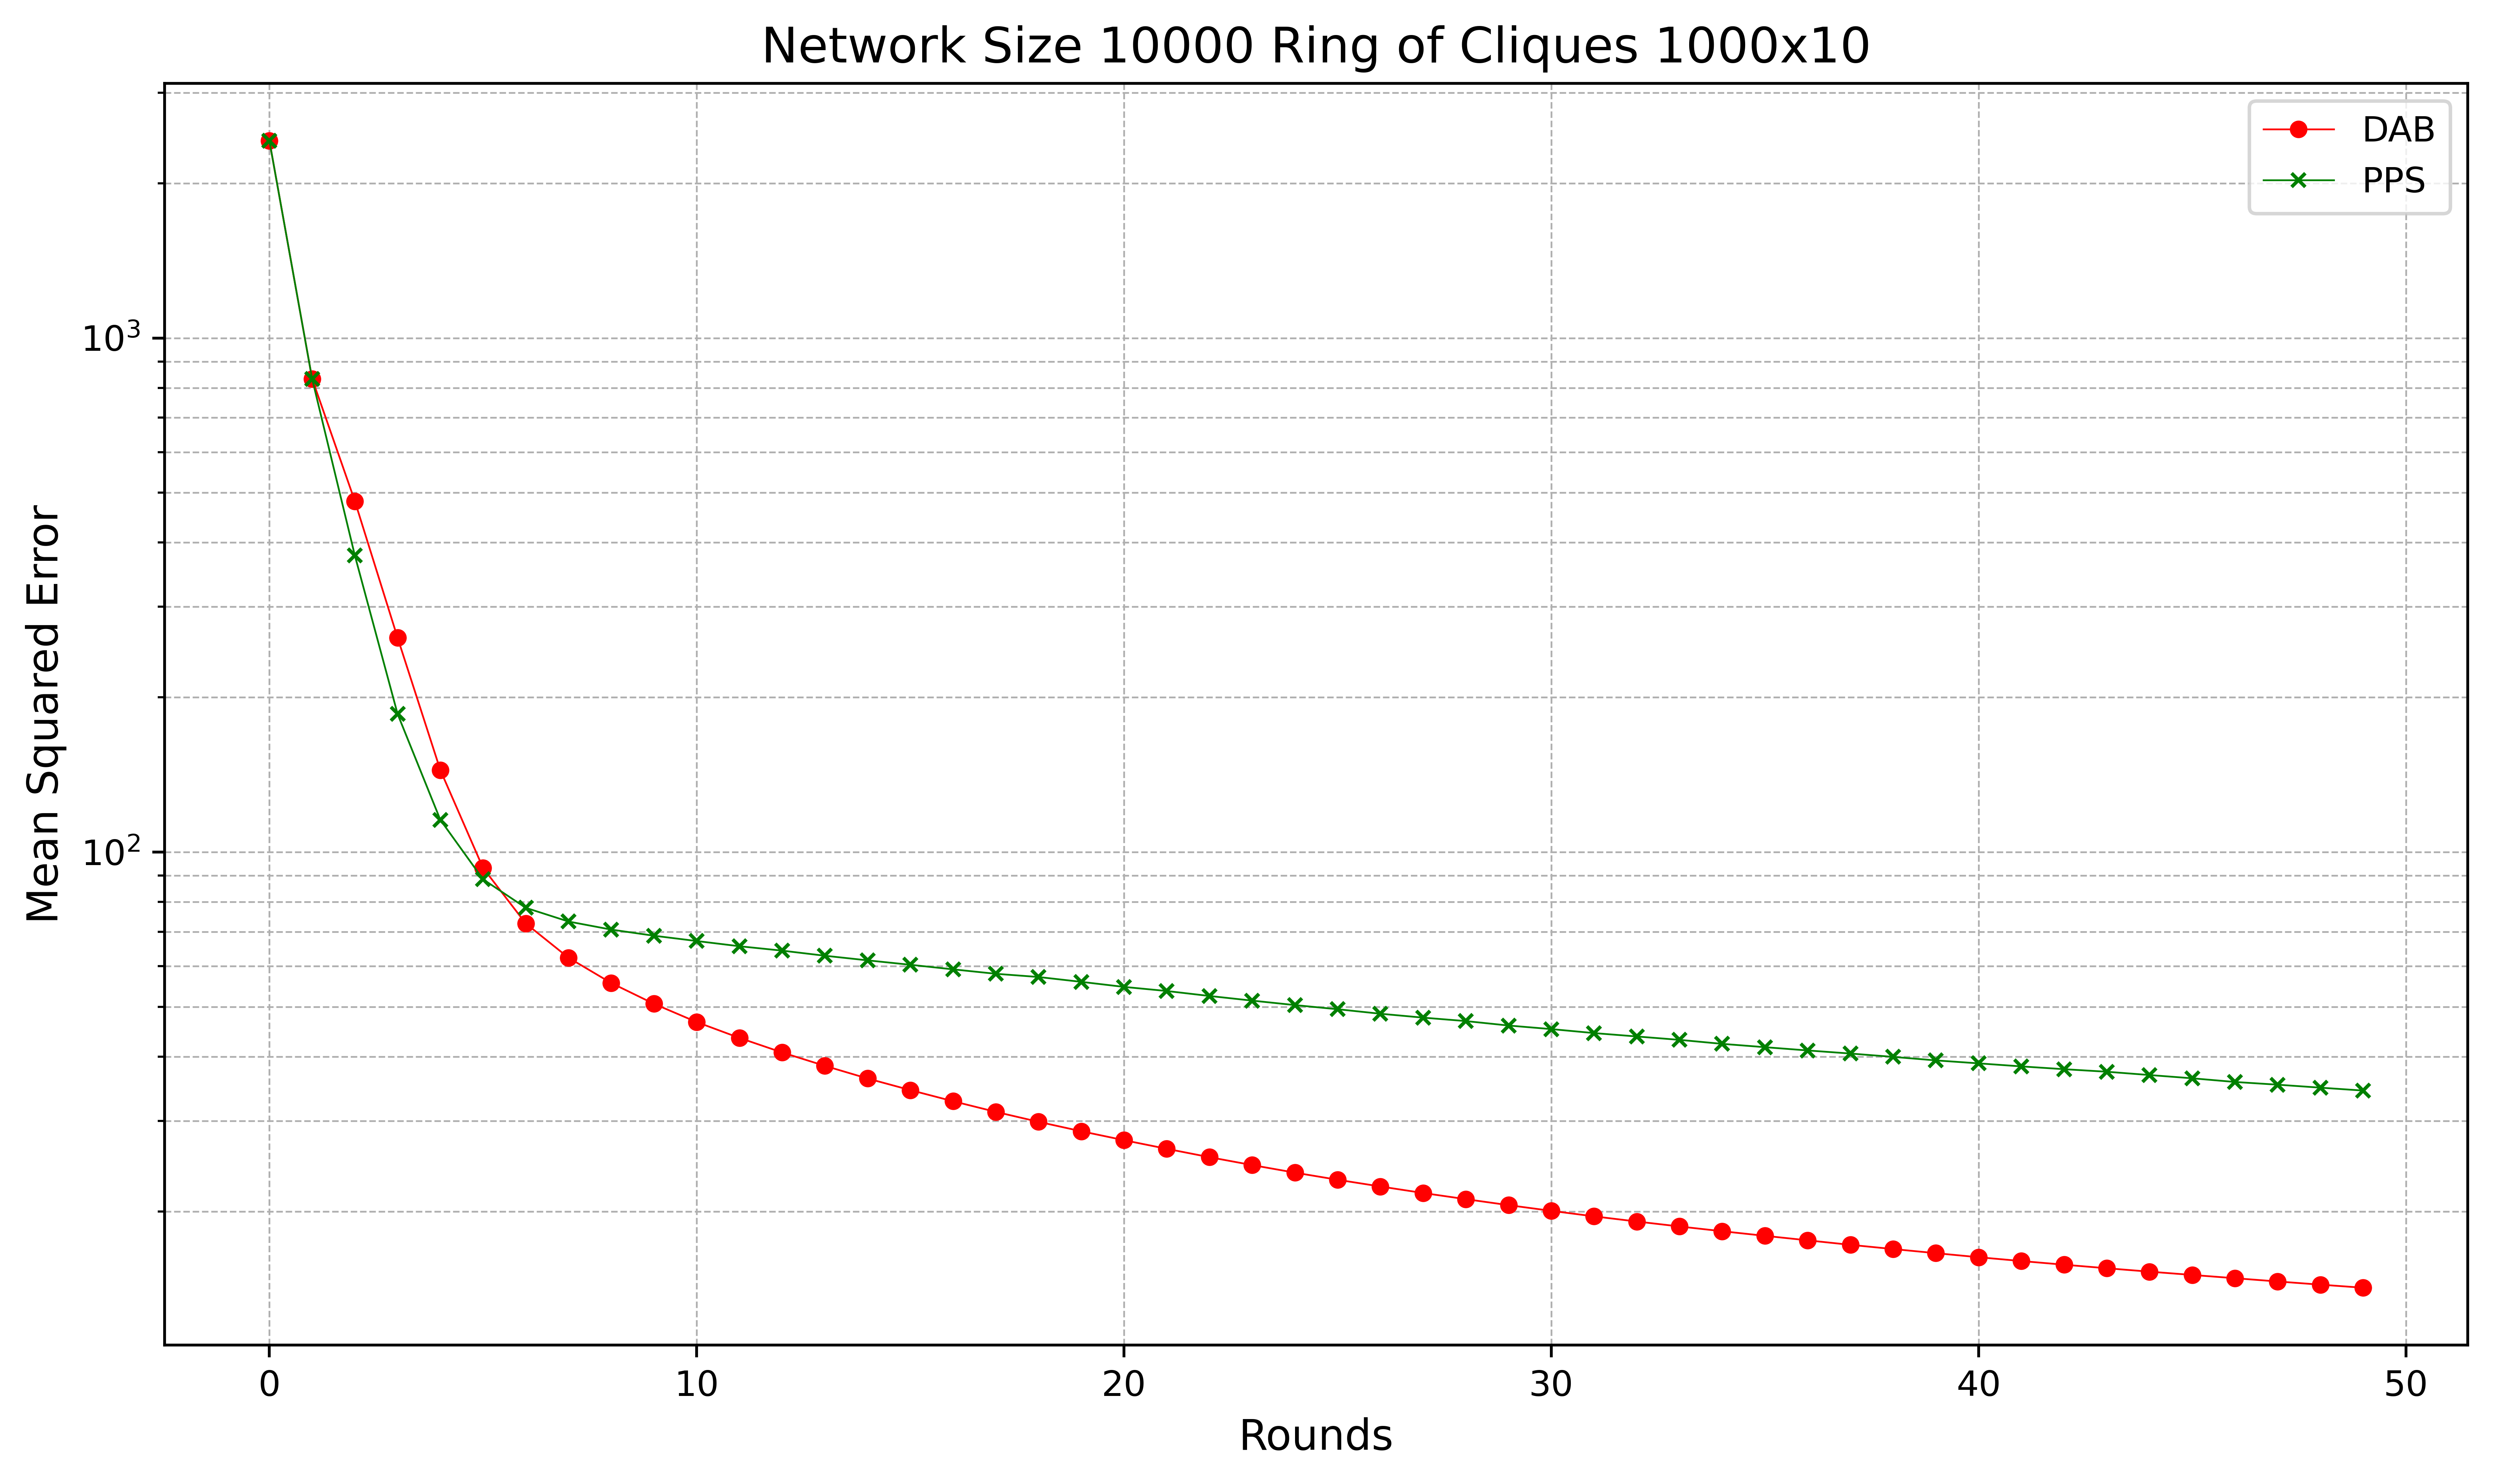 Network Size 10000 Ring of Cliques 1000x10
DAB
PPS
Mean Squared Error
10³
10²
0 10 20 30 40 50
Rounds